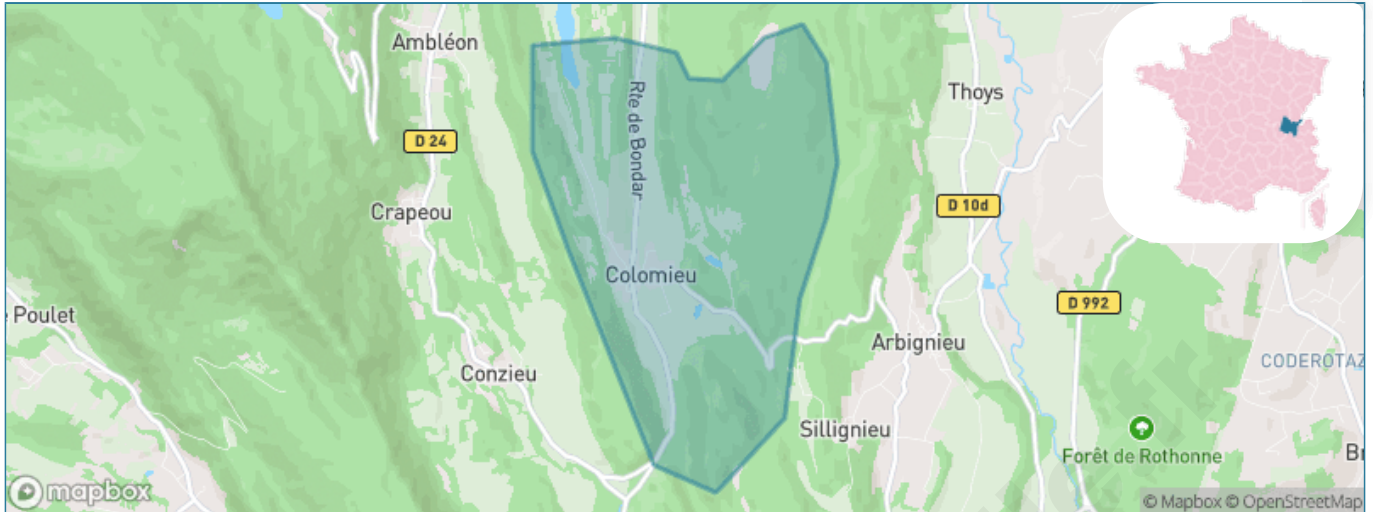 Ambléon
Thoys
D 24
Rte de Bondar
Crapeou
D 10d
Colomieu
D 992
Poulet
Arbignieu
CODEROTAZ
Conzieu
Sillignieu
Forêt de Rothonne
mapbox
© Mapbox © OpenStreetMap